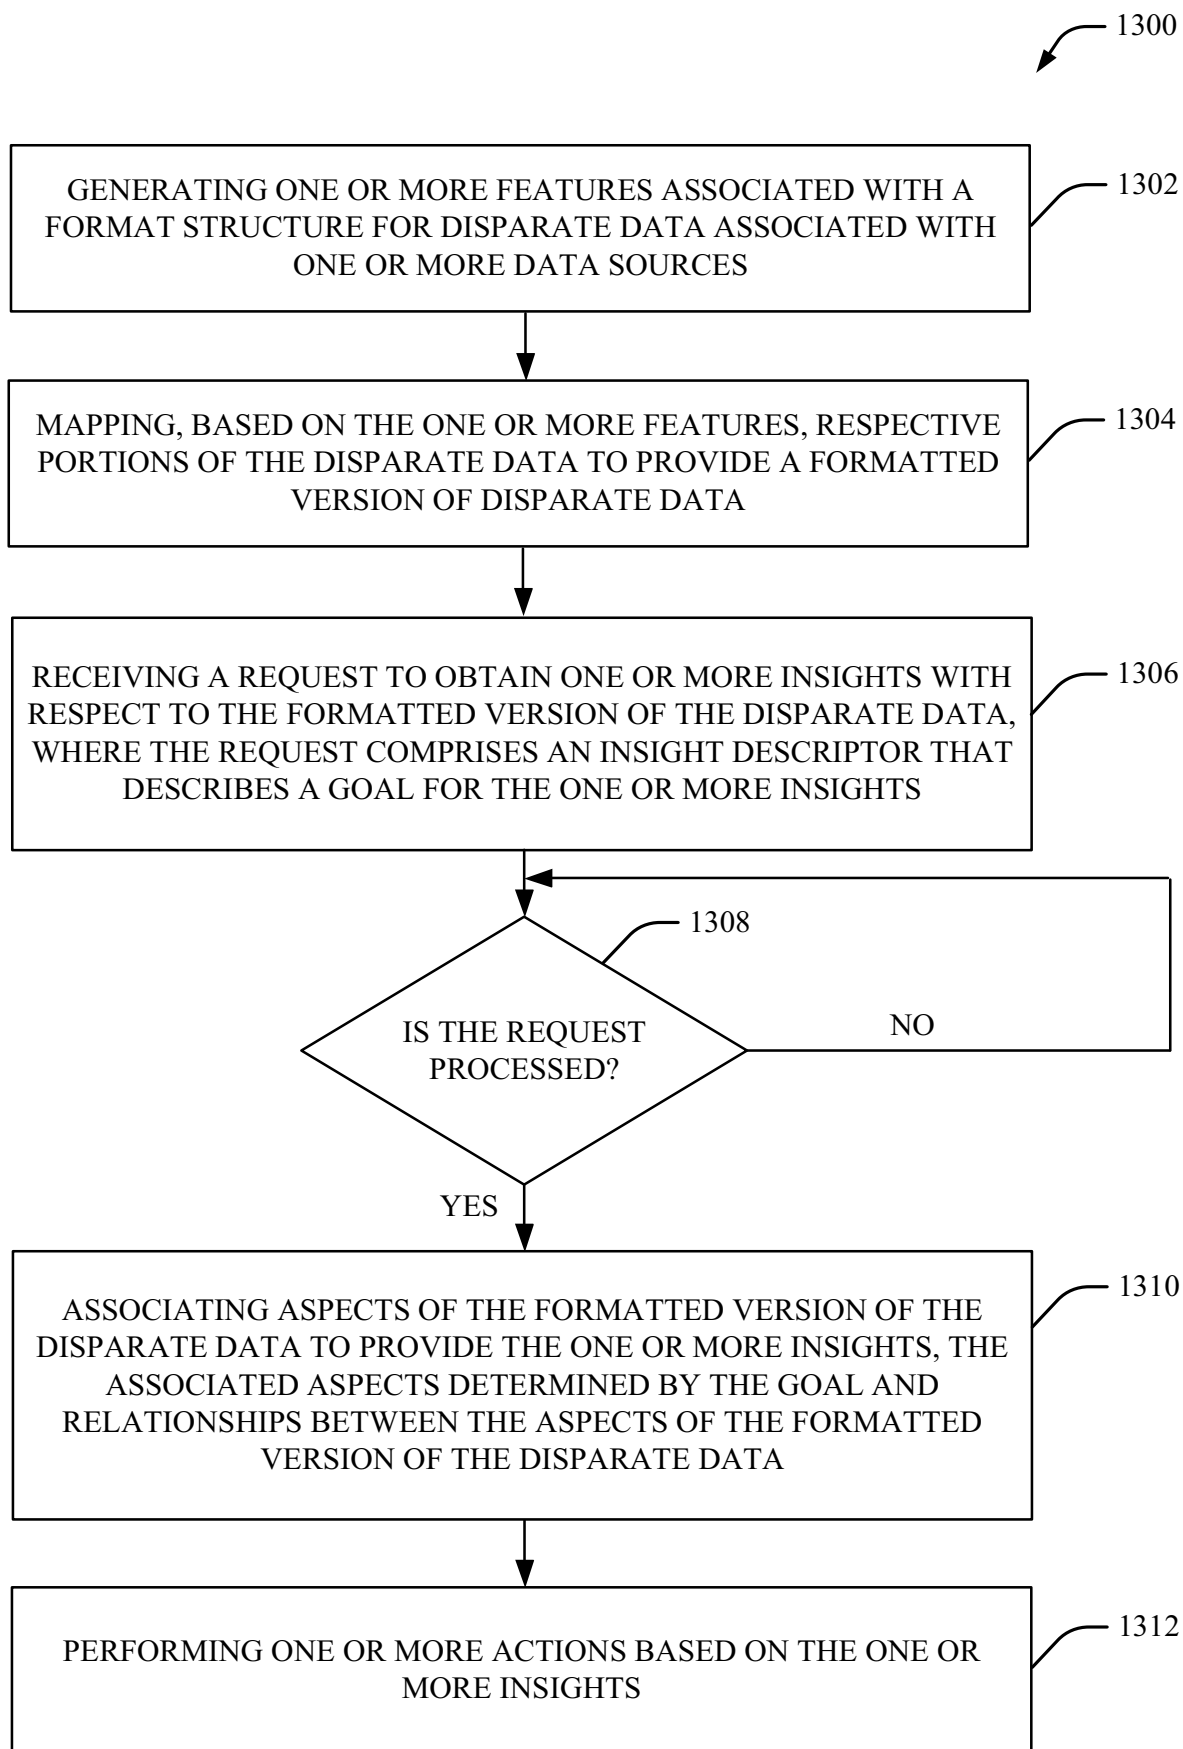 1300
GENERATING ONE OR MORE FEATURES ASSOCIATED WITH A
FORMAT STRUCTURE FOR DISPARATE DATA ASSOCIATED WITH
ONE OR MORE DATA SOURCES
1302
MAPPING, BASED ON THE ONE OR MORE FEATURES, RESPECTIVE
PORTIONS OF THE DISPARATE DATA TO PROVIDE A FORMATTED
VERSION OF DISPARATE DATA
1304
RECEIVING A REQUEST TO OBTAIN ONE OR MORE INSIGHTS WITH
RESPECT TO THE FORMATTED VERSION OF THE DISPARATE DATA,
WHERE THE REQUEST COMPRISES AN INSIGHT DESCRIPTOR THAT
DESCRIBES A GOAL FOR THE ONE OR MORE INSIGHTS
1306
1308
IS THE REQUEST
PROCESSED?
NO
YES
ASSOCIATING ASPECTS OF THE FORMATTED VERSION OF THE
DISPARATE DATA TO PROVIDE THE ONE OR MORE INSIGHTS, THE
ASSOCIATED ASPECTS DETERMINED BY THE GOAL AND
RELATIONSHIPS BETWEEN THE ASPECTS OF THE FORMATTED
VERSION OF THE DISPARATE DATA
1310
PERFORMING ONE OR MORE ACTIONS BASED ON THE ONE OR
MORE INSIGHTS
1312